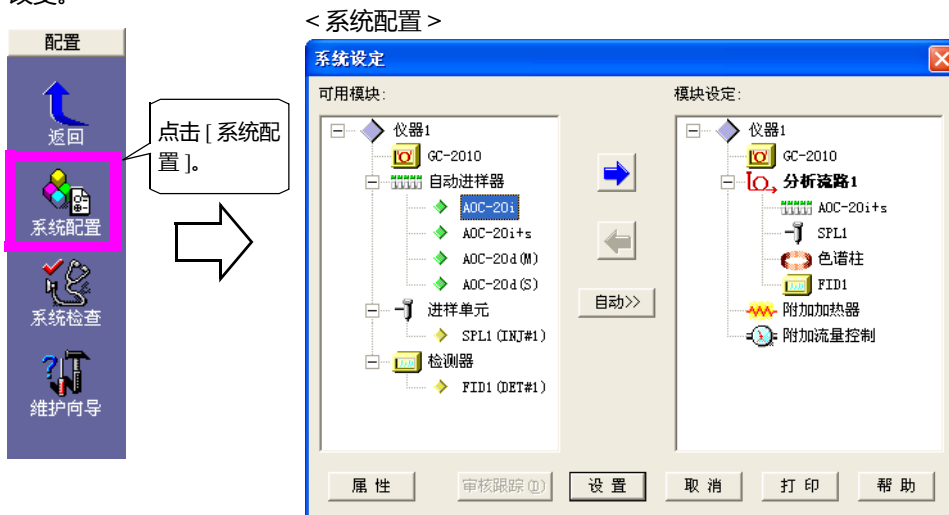 改变。
< 系统配置 >
配置
返回
系统配置
系统检查
维护向导
点击 [ 系统配
置 ]。
系统设定
可用模块:
仪器1
GC-2010
自动进样器
AOC-20i
AOC-20i+s
AOC-20d(M)
AOC-20d(S)
进样单元
SPL1(INJ#1)
检测器
FID1(DET#1)
自动>>
模块设定:
仪器1
GC-2010
分析流路1
AOC-20i+s
SPL1
色谱柱
FID1
附加加热器
附加流量控制
属 性
审核跟踪(D)
设 置
取 消
打 印
帮 助